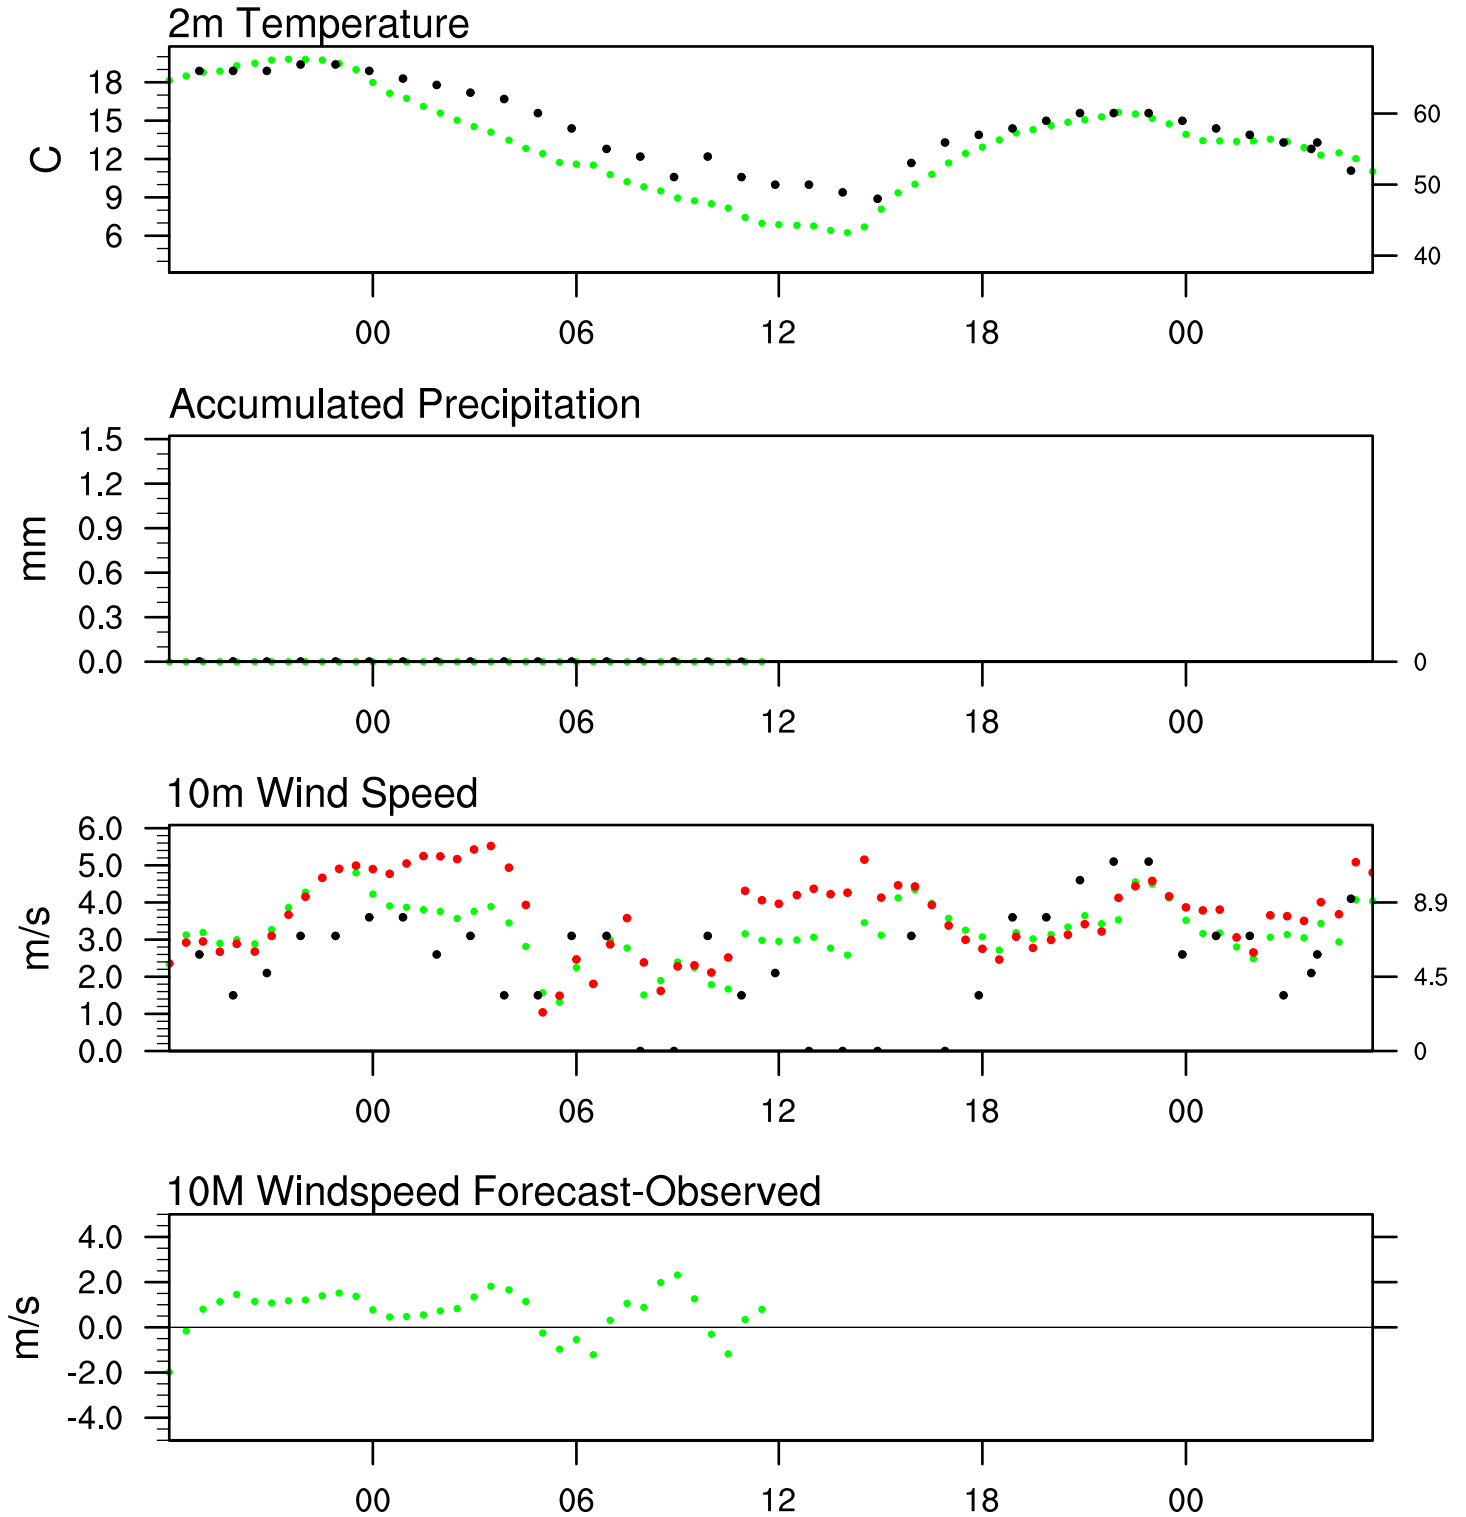 2m Temperature
18
15
12
9
6
C
60
50
40
00 06 12 18 00
Accumulated Precipitation
1.5
1.2
0.9
0.6
0.3
0.0
mm
0
00 06 12 18 00
10m Wind Speed
6.0
5.0
4.0
3.0
2.0
1.0
0.0
m/s
8.9
4.5
0
00 06 12 18 00
10M Windspeed Forecast-Observed
4.0
2.0
0.0
-2.0
-4.0
m/s
00 06 12 18 00